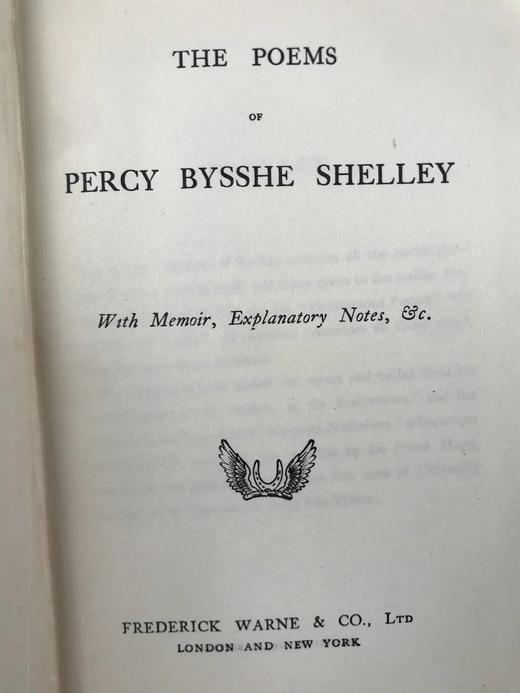 THE POEMS
OF
PERCY BYSSHE SHELLEY
With Memoir, Explanatory Notes, &c.
FREDERICK WARNE & CO., LTD
LONDON AND NEW YORK